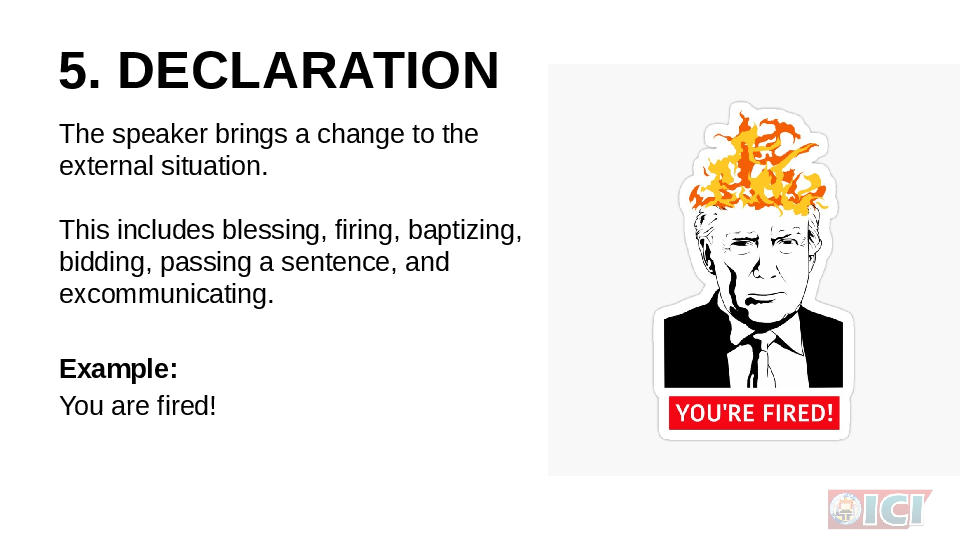 5. DECLARATION
The speaker brings a change to the
external situation.
This includes blessing, firing, baptizing,
bidding, passing a sentence, and
excommunicating.
Example:
You are fired!
YOU'RE FIRED!
ICI